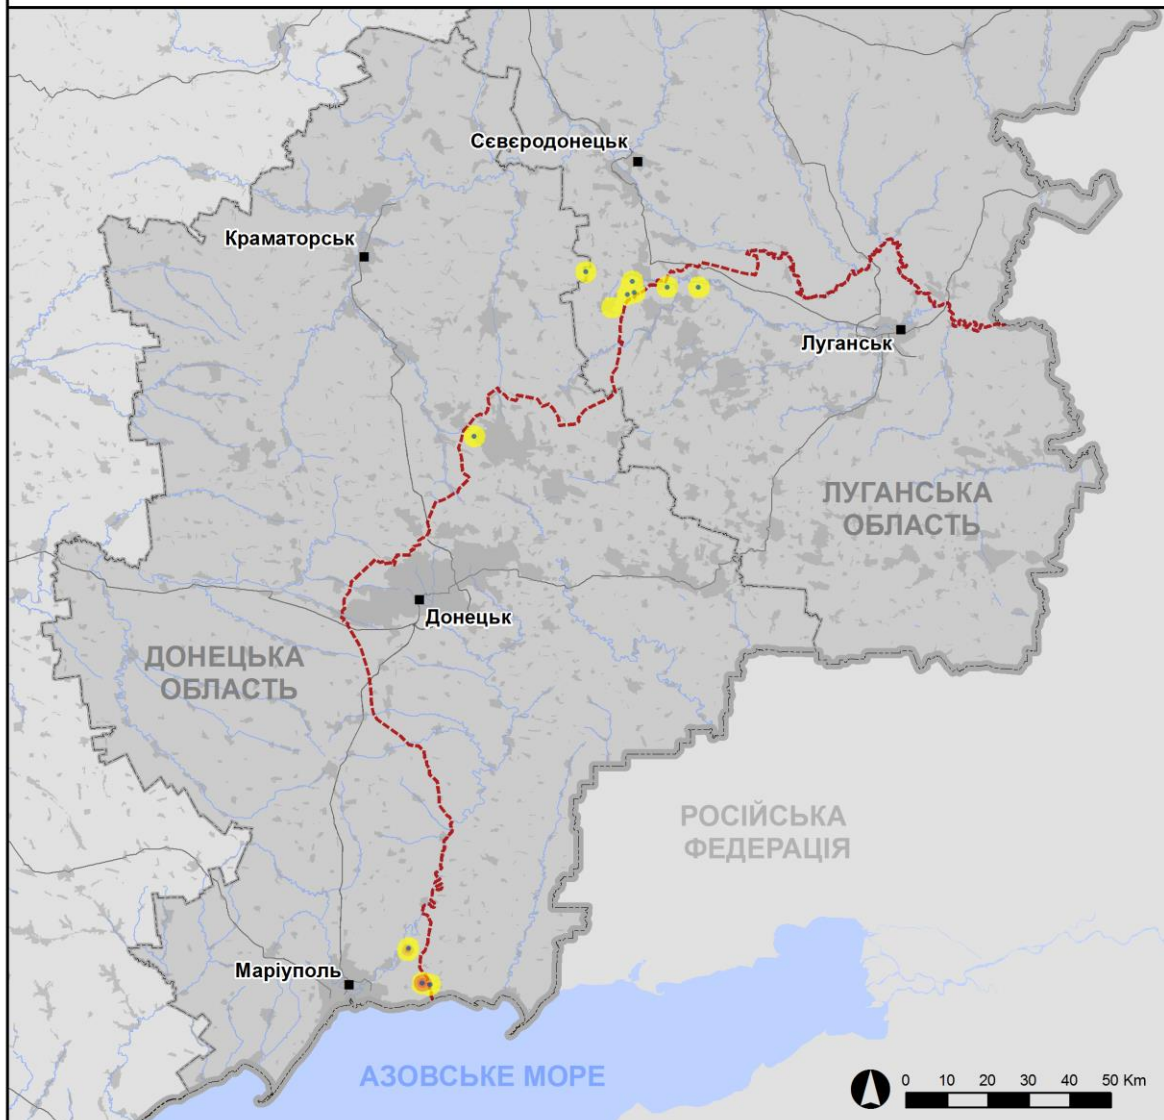 Сєвєродонецьк
Краматорськ
Луганськ
ЛУГАНСЬКА
ОБЛАСТЬ
Донецьк
ДОНЕЦЬКА
ОБЛАСТЬ
РОСІЙСЬКА
ФЕДЕРАЦІЯ
Маріуполь
АЗОВСЬКЕ МОРЕ
0 10 20 30 40 50 Km